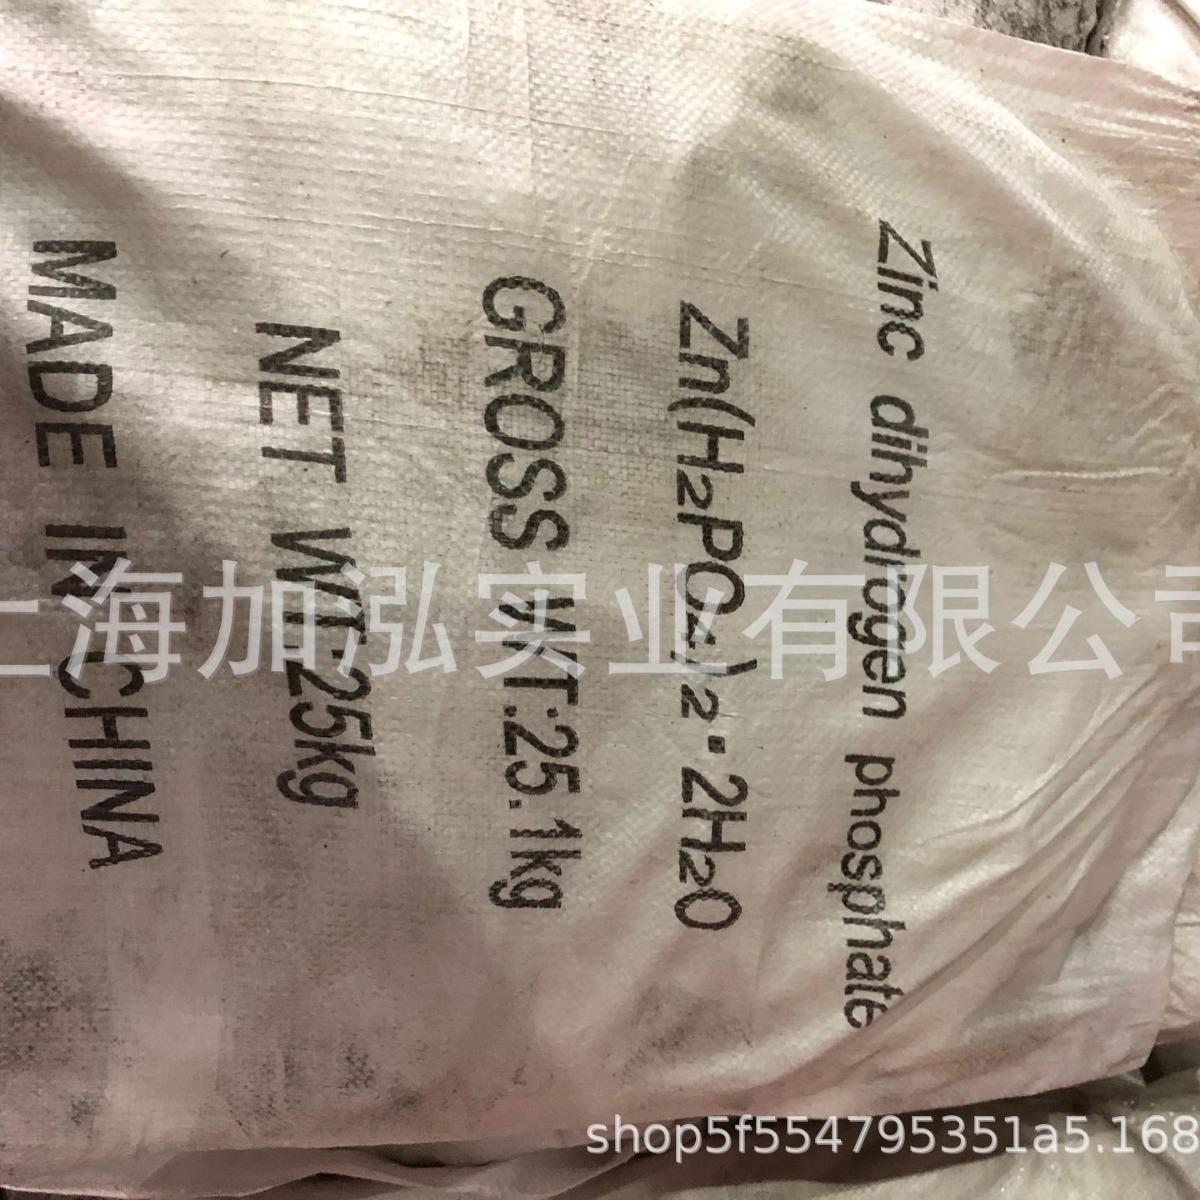 Zinc dihydrogen phosphate
Zn(H₂PO₄)₂·2H₂O
GROSS WT:25.1kg
NET WT:25kg
MADE IN CHINA
上海加泓实业有限公司
shop5f554795351a5.168